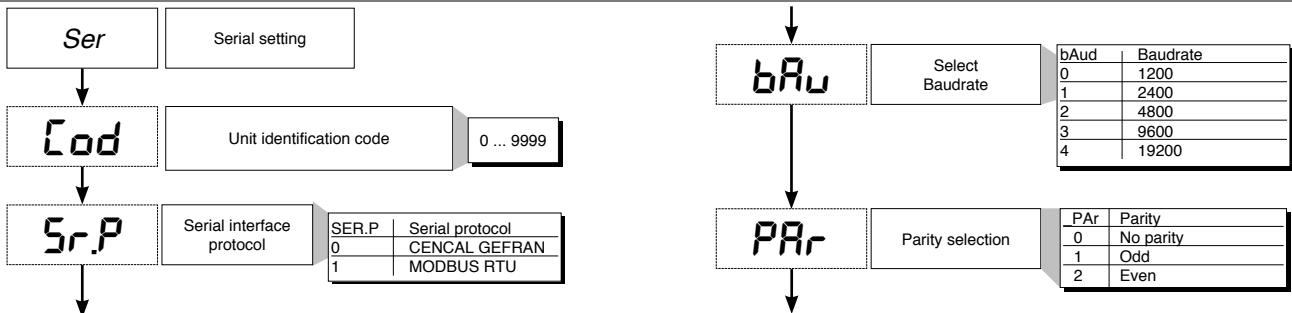 Ser
Serial setting
Cod
Unit identification code
0 ... 9999
Sr.P
Serial interface
protocol
SER.P Serial protocol
0 CENCAL GEFRAN
1 MODBUS RTU
bAu
Select
Baudrate
bAud Baudrate
0 1200
1 2400
2 4800
3 9600
4 19200
PAr
Parity selection
_PAr Parity
0 No parity
1 Odd
2 Even